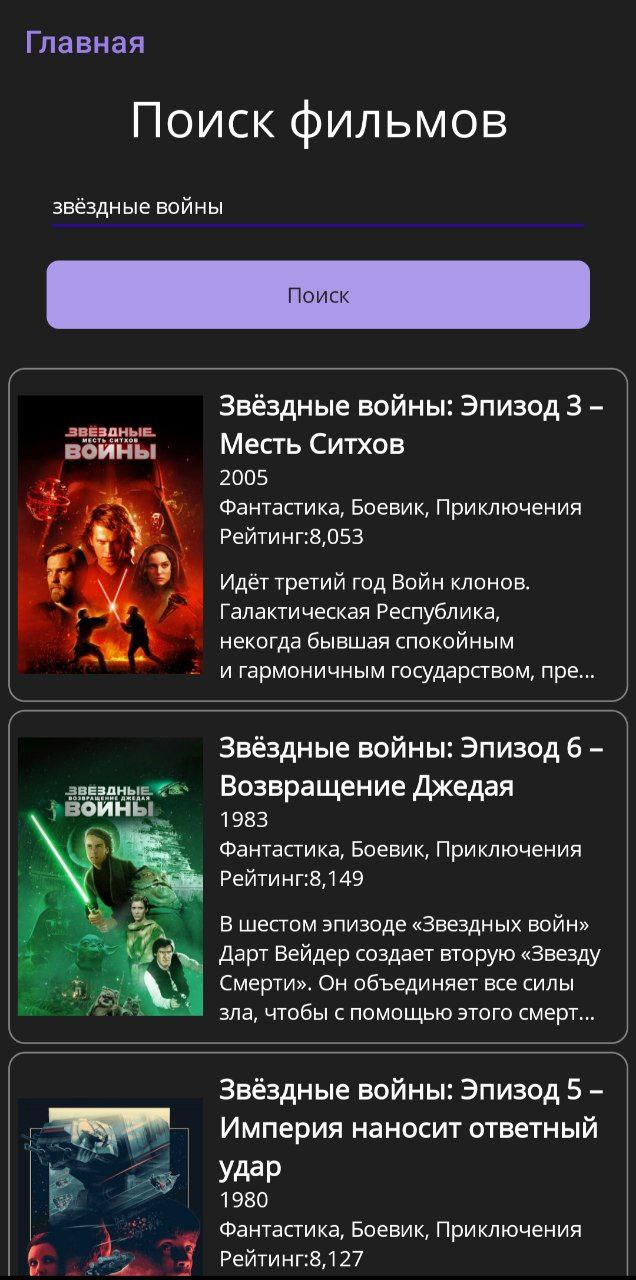 Главная
Поиск фильмов
звёздные войны
Поиск
Звёздные войны: Эпизод 3 –
Месть Ситхов
2005
Фантастика, Боевик, Приключения
Рейтинг:8,053
Идёт третий год Войн клонов.
Галактическая Республика,
некогда бывшая спокойным
и гармоничным государством, пре...
ЗВЁЗДНЫЕ
МЕСТЬ СИТХОВ
ВОЙНЫ
Звёздные войны: Эпизод 6 –
Возвращение Джедая
1983
Фантастика, Боевик, Приключения
Рейтинг:8,149
В шестом эпизоде «Звездных войн»
Дарт Вейдер создает вторую «Звезду
Смерти». Он объединяет все силы
зла, чтобы с помощью этого смерт...
ЗВЁЗДНЫЕ
ВОЗВРАЩЕНИЕ ДЖЕДАЯ
ВОЙНЫ
Звёздные войны: Эпизод 5 –
Империя наносит ответный
удар
1980
Фантастика, Боевик, Приключения
Рейтинг:8,127